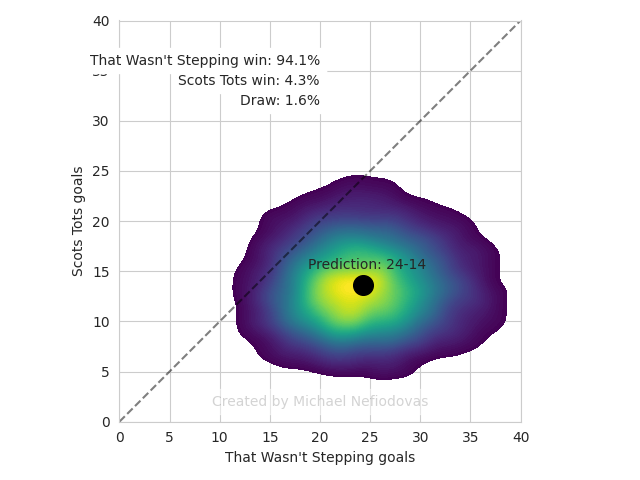 40
That Wasn't Stepping win: 94.1%
Scots Tots win: 4.3%
Draw: 1.6%
35
30
25
20
15
10
5
0
Scots Tots goals
Prediction: 24-14
Created by Michael Nefiodovas
0 5 10 15 20 25 30 35 40
That Wasn't Stepping goals